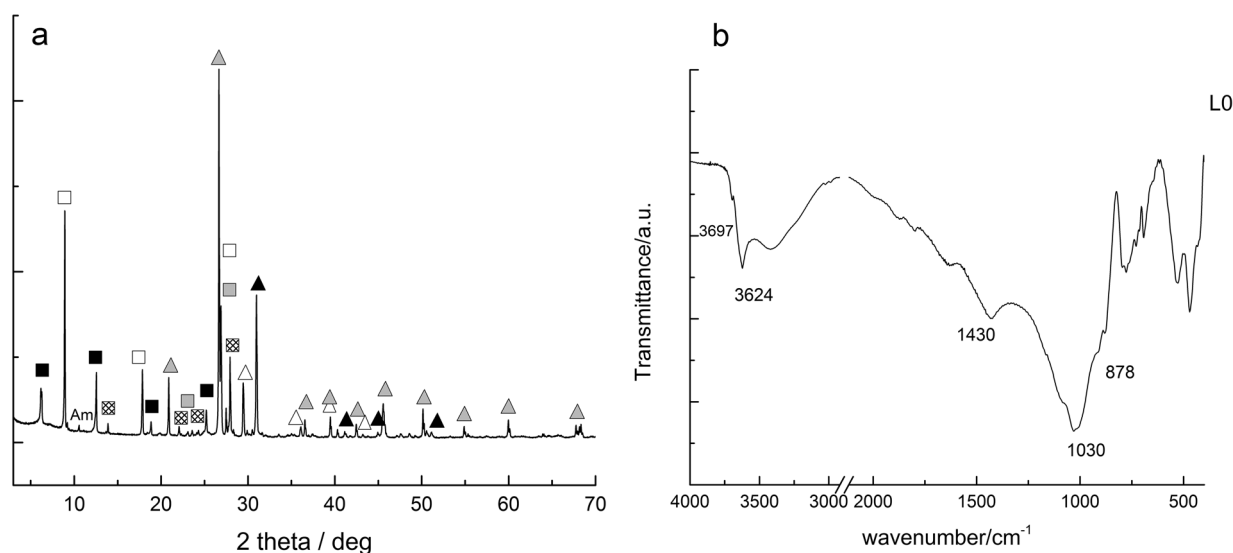 a
Am
10 20 30 40 50 60 70
2 theta / deg
b
L0
Transmittance/a.u.
3697
3624
1430
878
1030
4000 3500 3000 2000 1500 1000 500
wavenumber/cm⁻¹